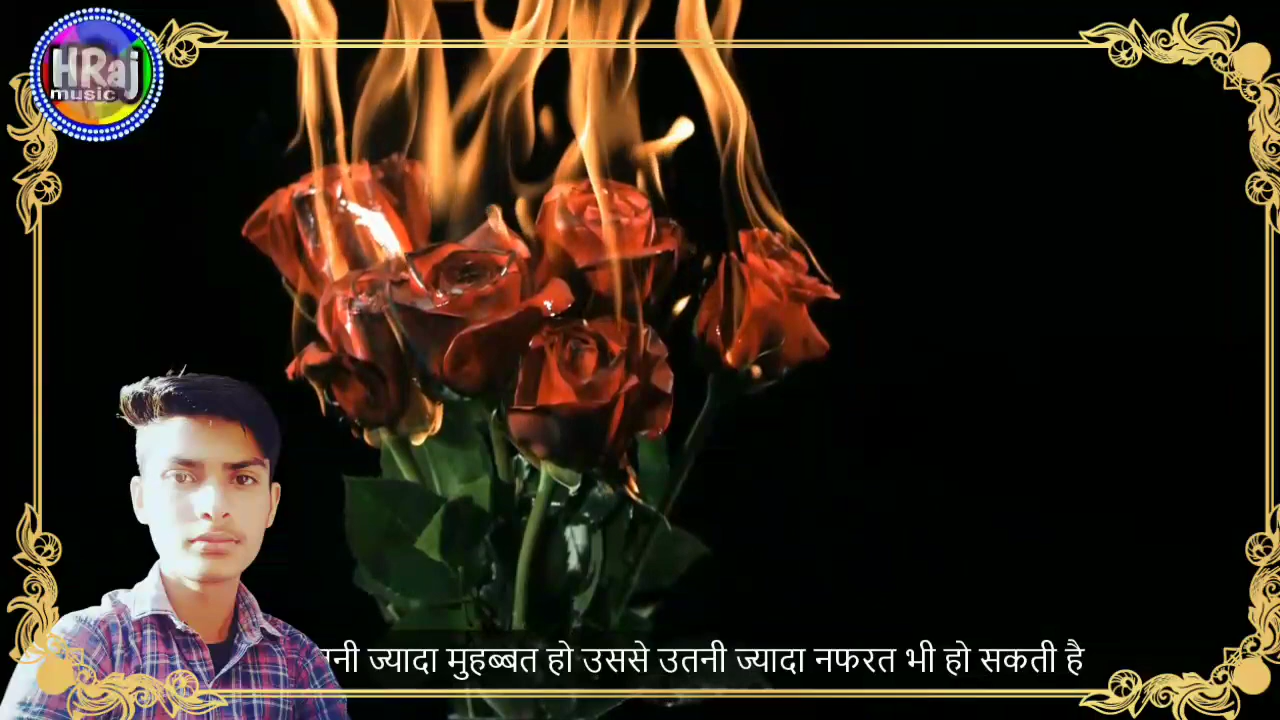 HRaj
music
ज्यादा मुहब्बत हो उससे उतनी ज्यादा नफरत भी हो सकती है